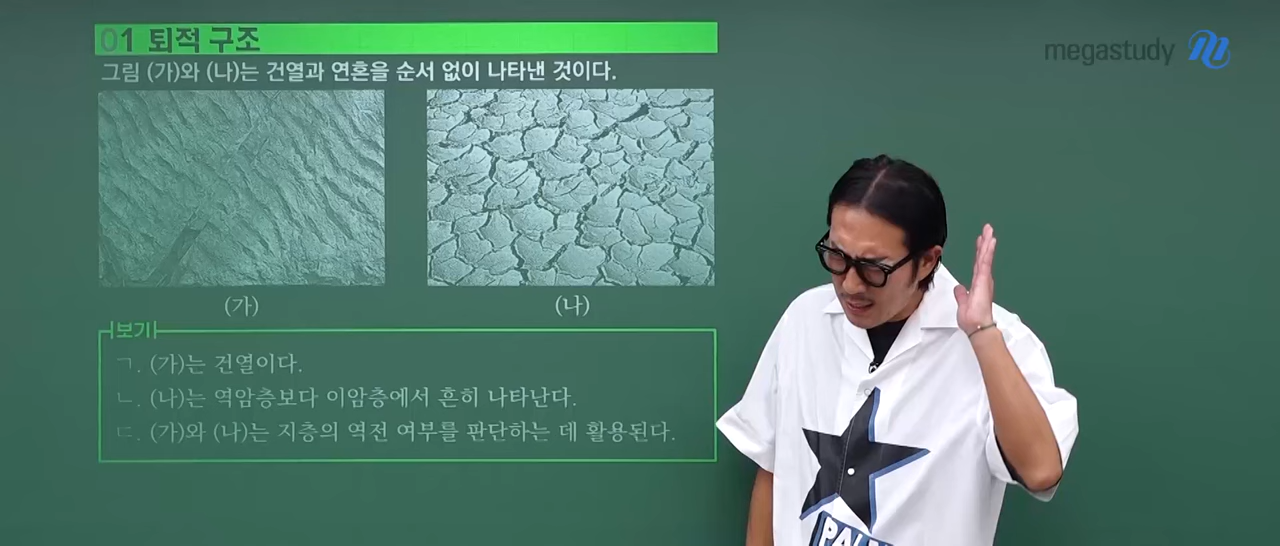 01 퇴적 구조
megastudy
그림 (가)와 (나)는 건열과 연흔을 순서 없이 나타낸 것이다.
(가)
(나)
보기
ㄱ. (가)는 건열이다.
ㄴ. (나)는 역암층보다 이암층에서 흔히 나타난다.
ㄷ. (가)와 (나)는 지층의 역전 여부를 판단하는 데 활용된다.